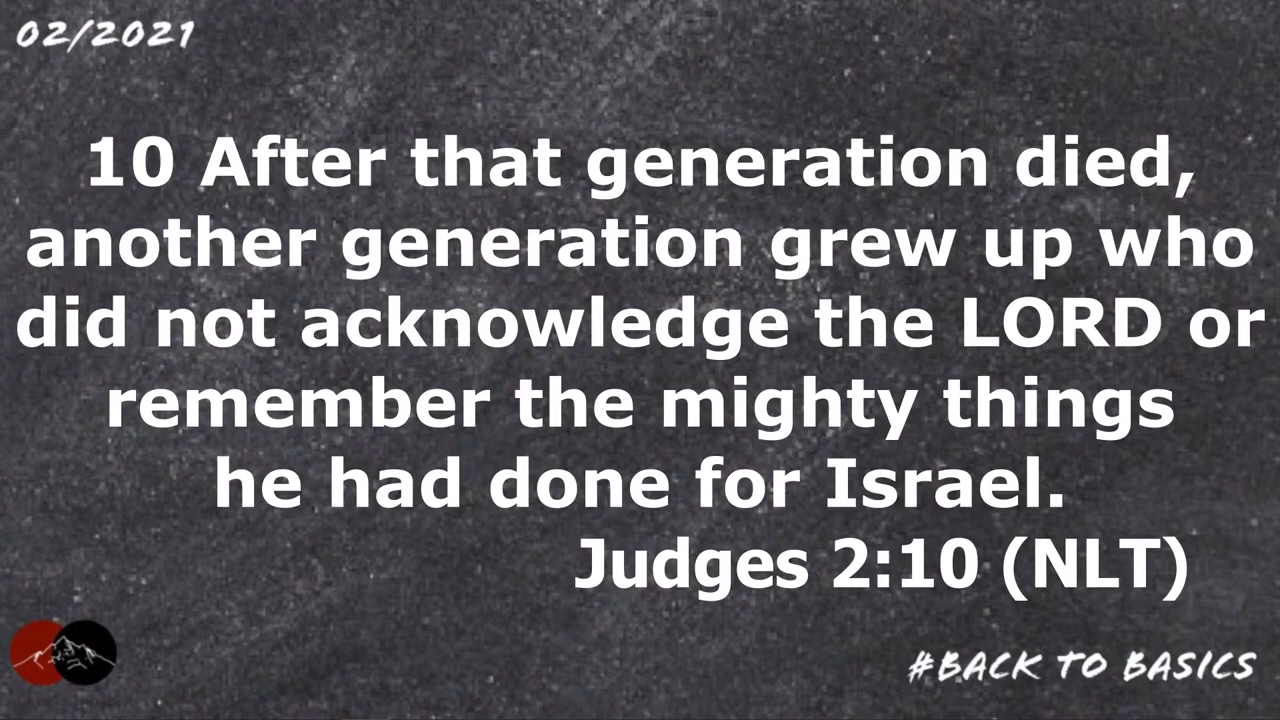 02/2021
10 After that generation died,
another generation grew up who
did not acknowledge the LORD or
remember the mighty things
he had done for Israel.
Judges 2:10 (NLT)
#BACK TO BASICS